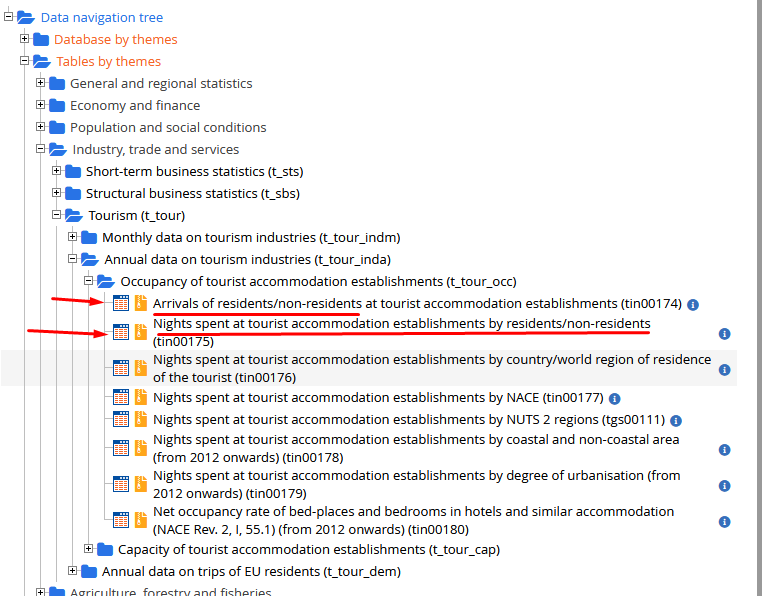 Data navigation tree
Database by themes
Tables by themes
General and regional statistics
Economy and finance
Population and social conditions
Industry, trade and services
Short-term business statistics (t_sts)
Structural business statistics (t_sbs)
Tourism (t_tour)
Monthly data on tourism industries (t_tour_indm)
Annual data on tourism industries (t_tour_inda)
Occupancy of tourist accommodation establishments (t_tour_occ)
Arrivals of residents/non-residents at tourist accommodation establishments (tin00174)
Nights spent at tourist accommodation establishments by residents/non-residents
(tin00175)
Nights spent at tourist accommodation establishments by country/world region of residence
of the tourist (tin00176)
Nights spent at tourist accommodation establishments by NACE (tin00177)
Nights spent at tourist accommodation establishments by NUTS 2 regions (tgs00111)
Nights spent at tourist accommodation establishments by coastal and non-coastal area
(from 2012 onwards) (tin00178)
Nights spent at tourist accommodation establishments by degree of urbanisation (from
2012 onwards) (tin00179)
Net occupancy rate of bed-places and bedrooms in hotels and similar accommodation
(NACE Rev. 2, I, 55.1) (from 2012 onwards) (tin00180)
Capacity of tourist accommodation establishments (t_tour_cap)
Annual data on trips of EU residents (t_tour_dem)
Agriculture, forestry and fisheries